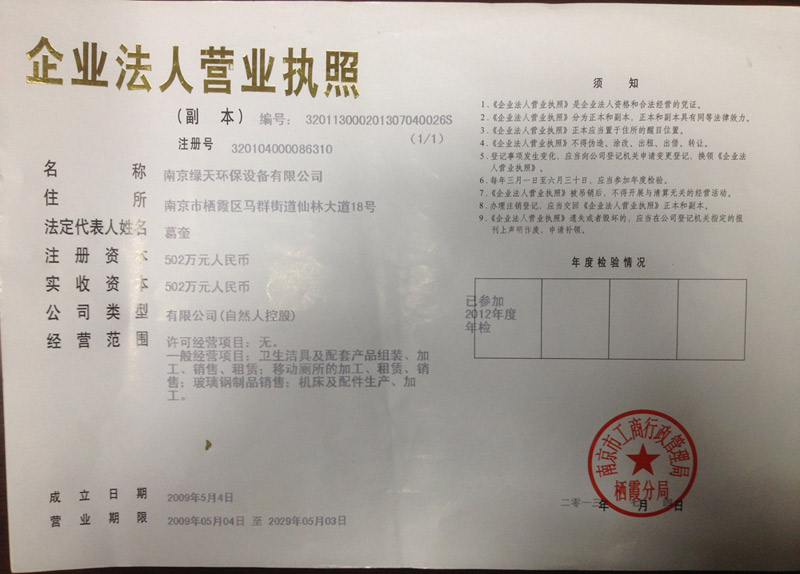 企业法人营业执照
（副 本） 编号： 320113000201307040026S
（1/1）
注册号 320104000086310
名 称 南京绿天环保设备有限公司
住 所 南京市栖霞区马群街道仙林大道18号
法定代表人姓名 葛奎
注 册 资 本 502万元人民币
实 收 资 本 502万元人民币
公 司 类 型 有限公司(自然人控股)
经 营 范 围 许可经营项目：无。
一般经营项目：卫生洁具及配套产品组装、加
工、销售、租赁；移动厕所的加工、租赁、销
售；玻璃钢制品销售；机床及配件生产、加
工。
成 立 日 期 2009年5月4日
营 业 期 限 2009年05月04日 至 2029年05月03日
须 知
1、《企业法人营业执照》是企业法人资格和合法经营的凭证。
2、《企业法人营业执照》分为正本和副本，正本和副本具有同等法律效力。
3、《企业法人营业执照》正本应当置于住所的醒目位置。
4、《企业法人营业执照》不得伪造、涂改、出租、出借、转让。
5、登记事项发生变化，应当向公司登记机关申请变更登记，换领《企业法
人营业执照》。
6、每年三月一日至六月三十日，应当参加年度检验。
7、《企业法人营业执照》被吊销后，不得开展与清算无关的经营活动。
8、办理注销登记，应当交回《企业法人营业执照》正本和副本。
9、《企业法人营业执照》遗失或者毁坏的，应当在公司登记机关指定的报
刊上声明作废，申请补领。
年 度 检 验 情 况
已参加
2012年度
年检
南京市工商行政管理局
栖霞分局
二零一三 年 七 月 日